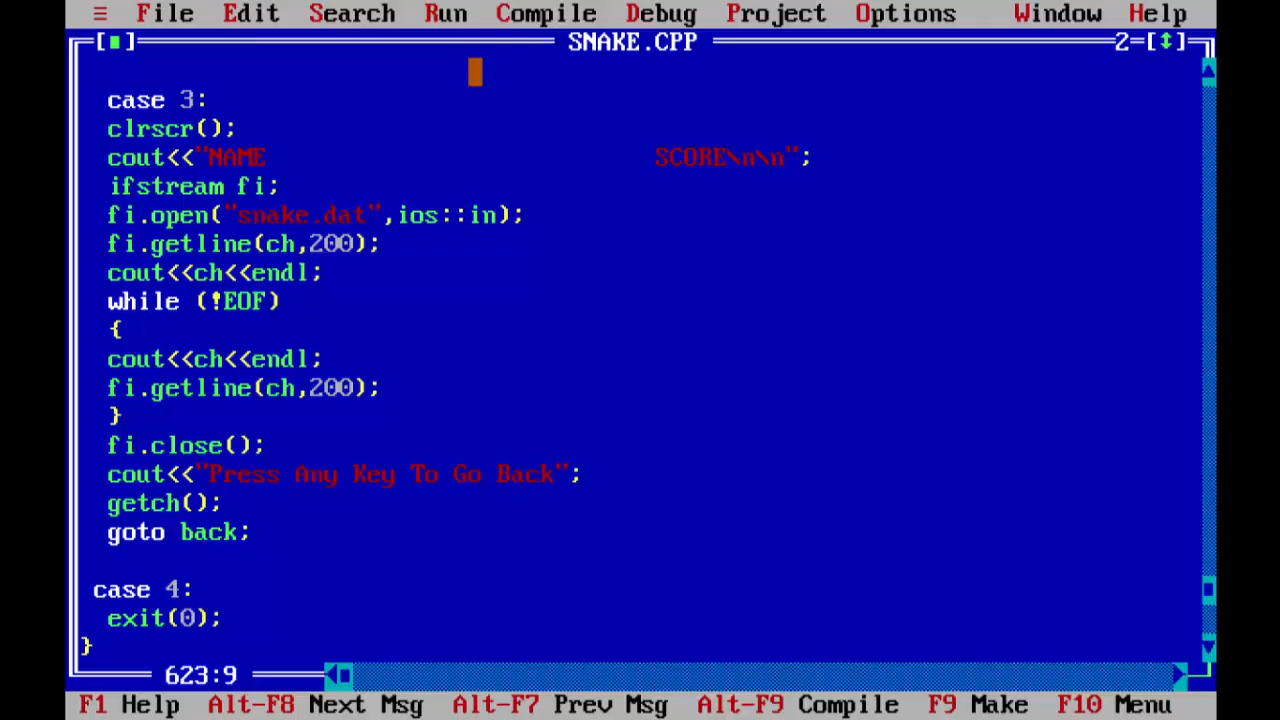 ≡ File Edit Search Run Compile Debug Project Options Window Help
[■] SNAKE.CPP 2=[↕]
case 3:
clrscr();
cout<<"NAME                           SCORE\n\n";
ifstream fi;
fi.open("snake.dat",ios::in);
fi.getline(ch,200);
cout<<ch<<endl;
while (!EOF)
{
cout<<ch<<endl;
fi.getline(ch,200);
}
fi.close();
cout<<"Press Any Key To Go Back";
getch();
goto back;
case 4:
exit(0);
}
623:9
F1 Help Alt-F8 Next Msg Alt-F7 Prev Msg Alt-F9 Compile F9 Make F10 Menu